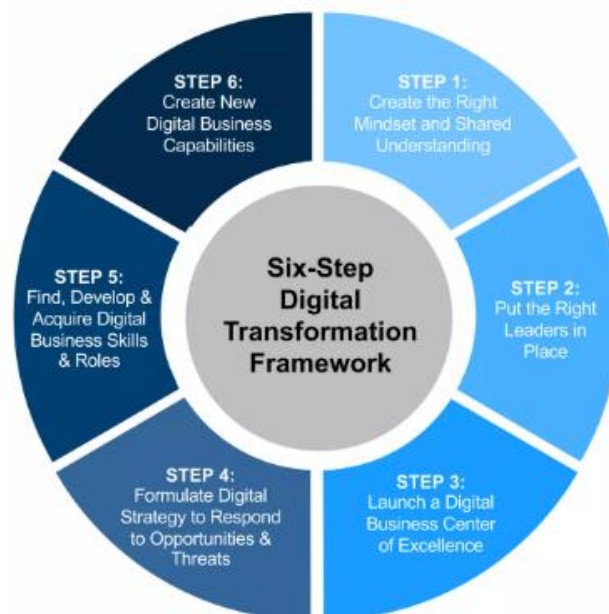 Six-Step
Digital
Transformation
Framework
STEP 1:
Create the Right
Mindset and Shared
Understanding
STEP 2:
Put the Right
Leaders in
Place
STEP 3:
Launch a Digital
Business Center
of Excellence
STEP 4:
Formulate Digital
Strategy to Respond
to Opportunities &
Threats
STEP 5:
Find, Develop &
Acquire Digital
Business Skills
& Roles
STEP 6:
Create New
Digital Business
Capabilities